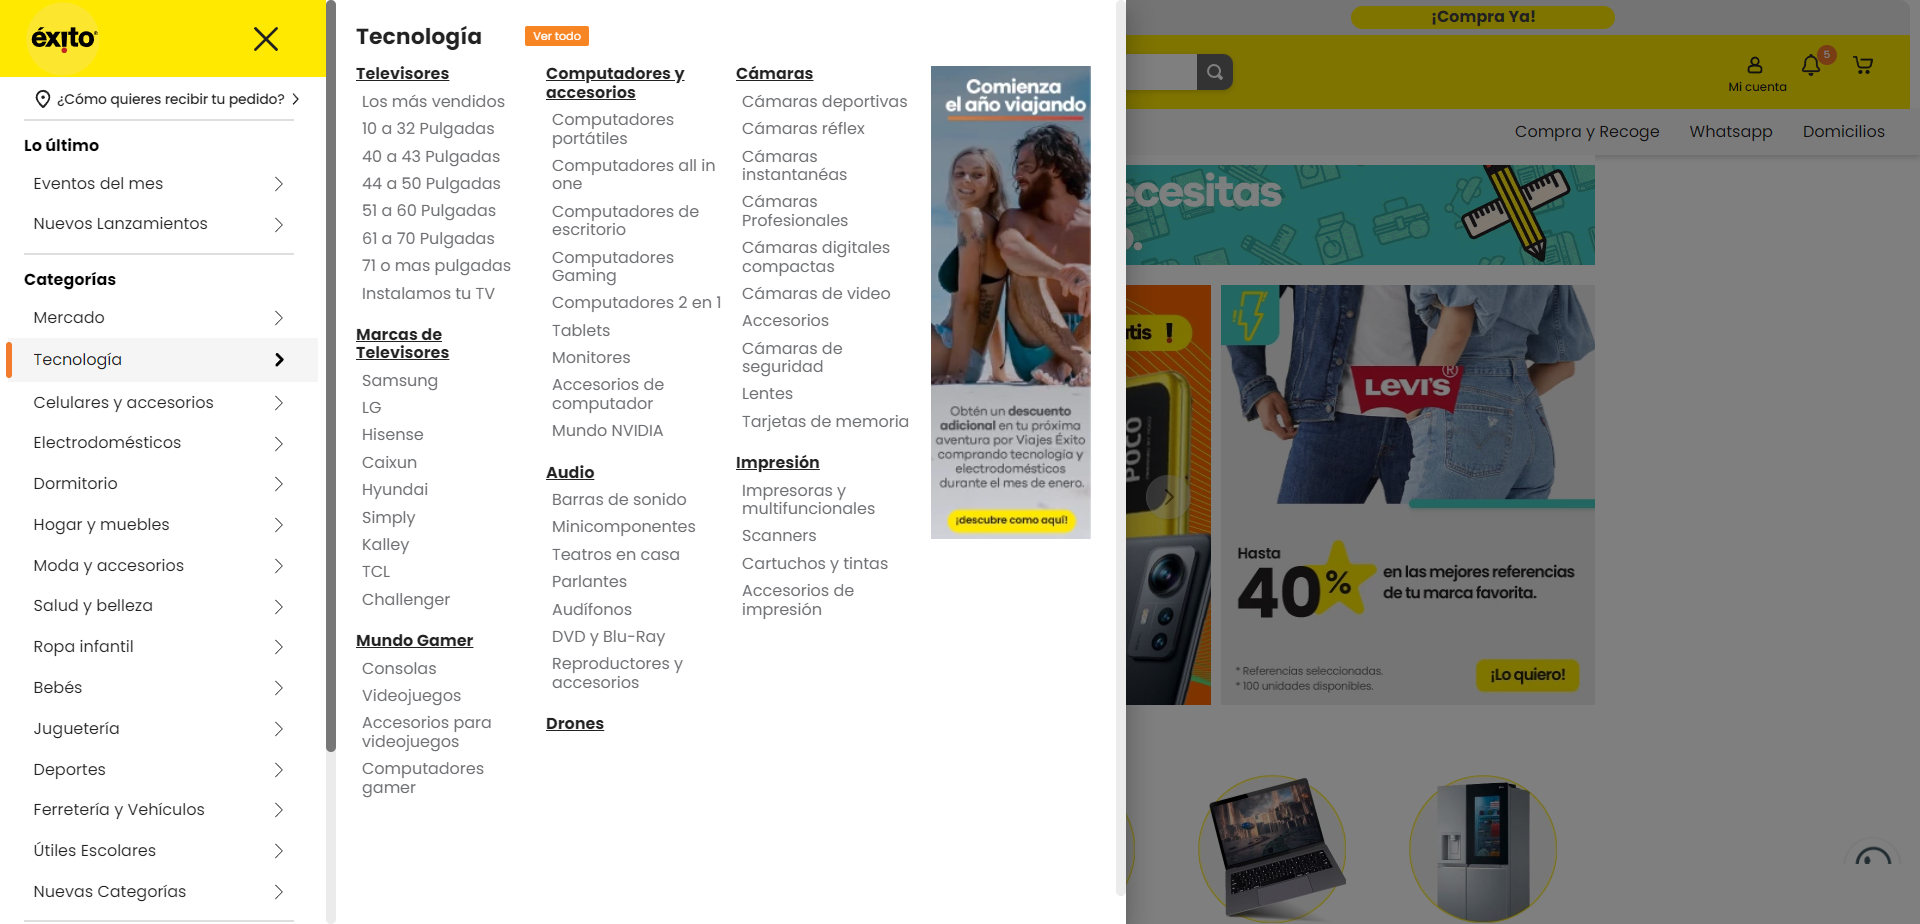 éxito
¿Cómo quieres recibir tu pedido?
Lo último
Eventos del mes
Nuevos Lanzamientos
Categorías
Mercado
Tecnología
Celulares y accesorios
Electrodomésticos
Dormitorio
Hogar y muebles
Moda y accesorios
Salud y belleza
Ropa infantil
Bebés
Juguetería
Deportes
Ferretería y Vehículos
Útiles Escolares
Nuevas Categorías
Tecnología
Ver todo
Televisores
Los más vendidos
10 a 32 Pulgadas
40 a 43 Pulgadas
44 a 50 Pulgadas
51 a 60 Pulgadas
61 a 70 Pulgadas
71 o mas pulgadas
Instalamos tu TV
Marcas de
Televisores
Samsung
LG
Hisense
Caixun
Hyundai
Simply
Kalley
TCL
Challenger
Mundo Gamer
Consolas
Videojuegos
Accesorios para
videojuegos
Computadores
gamer
Computadores y
accesorios
Computadores
portátiles
Computadores all in
one
Computadores de
escritorio
Computadores
Gaming
Computadores 2 en 1
Tablets
Monitores
Accesorios de
computador
Mundo NVIDIA
Audio
Barras de sonido
Minicomponentes
Teatros en casa
Parlantes
Audífonos
DVD y Blu-Ray
Reproductores y
accesorios
Drones
Cámaras
Cámaras deportivas
Cámaras réflex
Cámaras
instantanéas
Cámaras
Profesionales
Cámaras digitales
compactas
Cámaras de video
Accesorios
Cámaras de
seguridad
Lentes
Tarjetas de memoria
Impresión
Impresoras y
multifuncionales
Scanners
Cartuchos y tintas
Accesorios de
impresión
Comienza
el año viajando
Obtén un descuento
adicional en tu próxima
aventura por Viajes Éxito
comprando tecnología y
electrodomésticos
durante el mes de enero.
¡descubre como aquí!
¡Compra Ya!
Mi cuenta
5
Compra y Recoge
Whatsapp
Domicilios
ecesitas
o.
tis !
POCO
LEVI'S®
Hasta
40%
en las mejores referencias
de tu marca favorita.
* Referencias seleccionadas.
* 100 unidades disponibles.
¡Lo quiero!